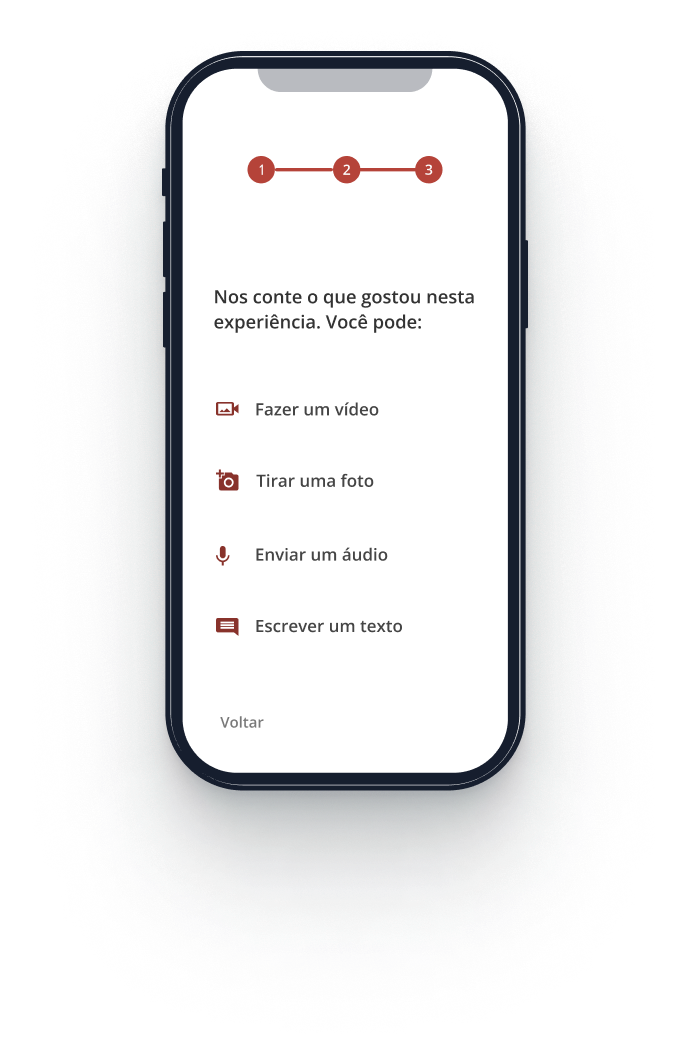 1 2 3
Nos conte o que gostou nesta
experiência. Você pode:
Fazer um vídeo
Tirar uma foto
Enviar um áudio
Escrever um texto
Voltar